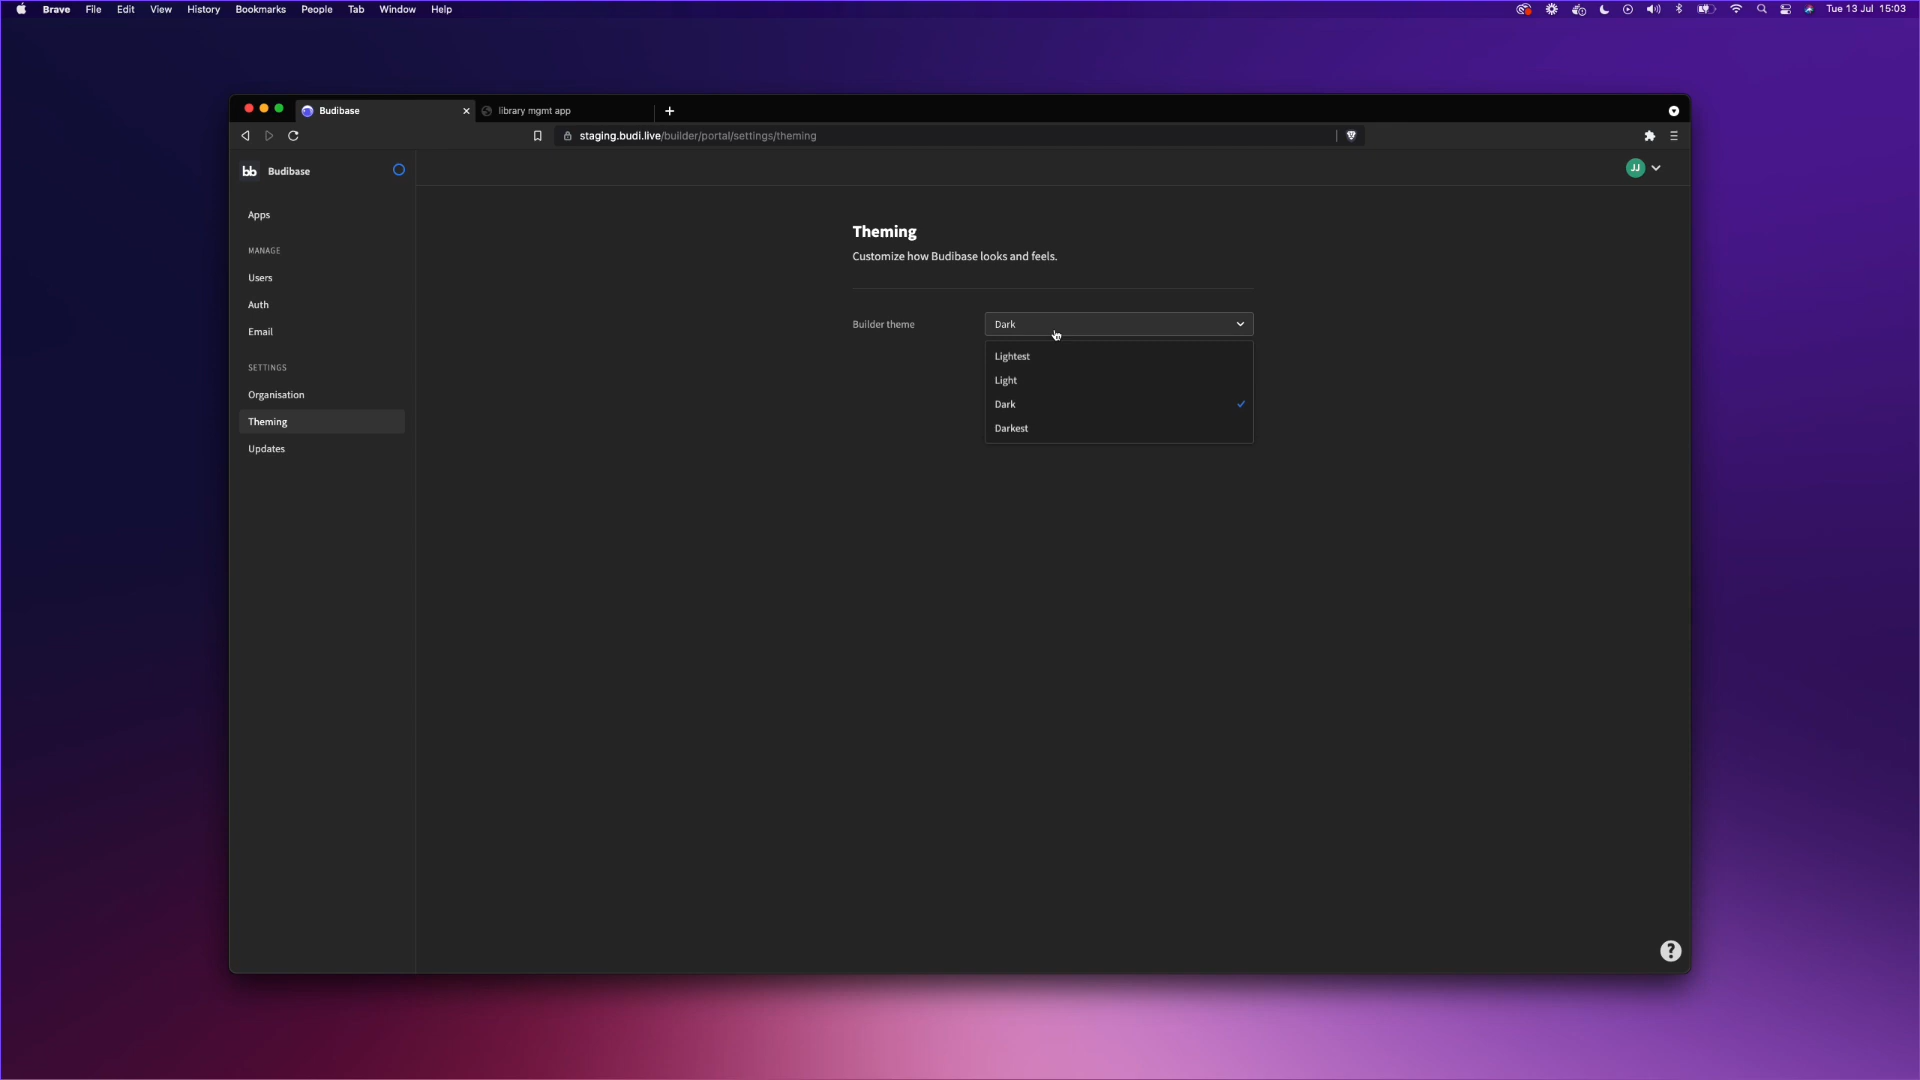 Brave File Edit View History Bookmarks People Tab Window Help Tue 13 Jul 15:03
Budibase library mgmt app
staging.budi.live/builder/portal/settings/theming
bb Budibase JJ
Apps
MANAGE
Users
Auth
Email
SETTINGS
Organisation
Theming
Updates
Theming
Customize how Budibase looks and feels.
Builder theme Dark
Lightest
Light
Dark
Darkest
?